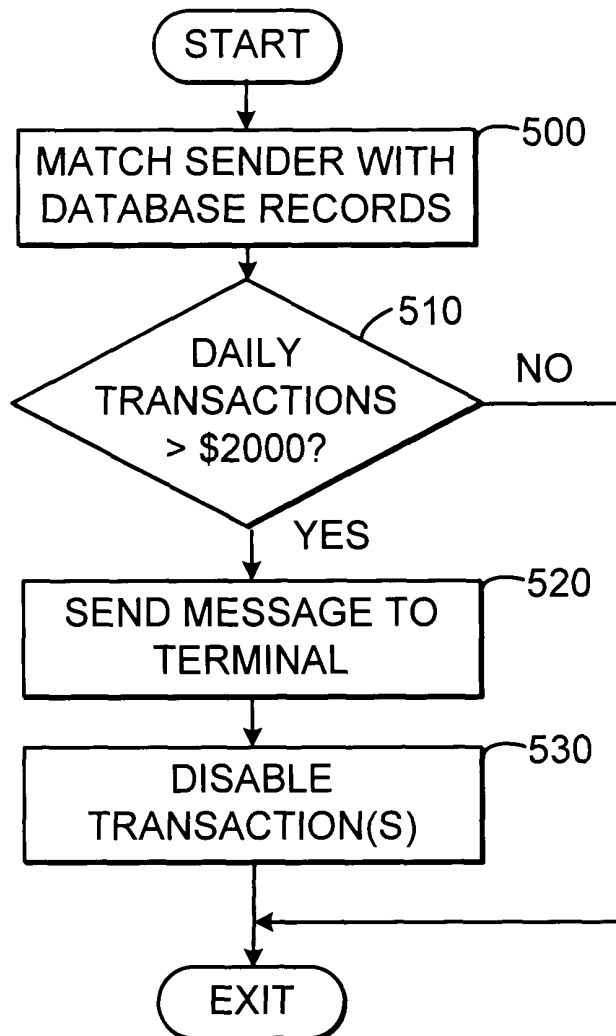 START
500
MATCH SENDER WITH
DATABASE RECORDS
510
DAILY
TRANSACTIONS
> $2000?
NO
YES
520
SEND MESSAGE TO
TERMINAL
530
DISABLE
TRANSACTION(S)
EXIT